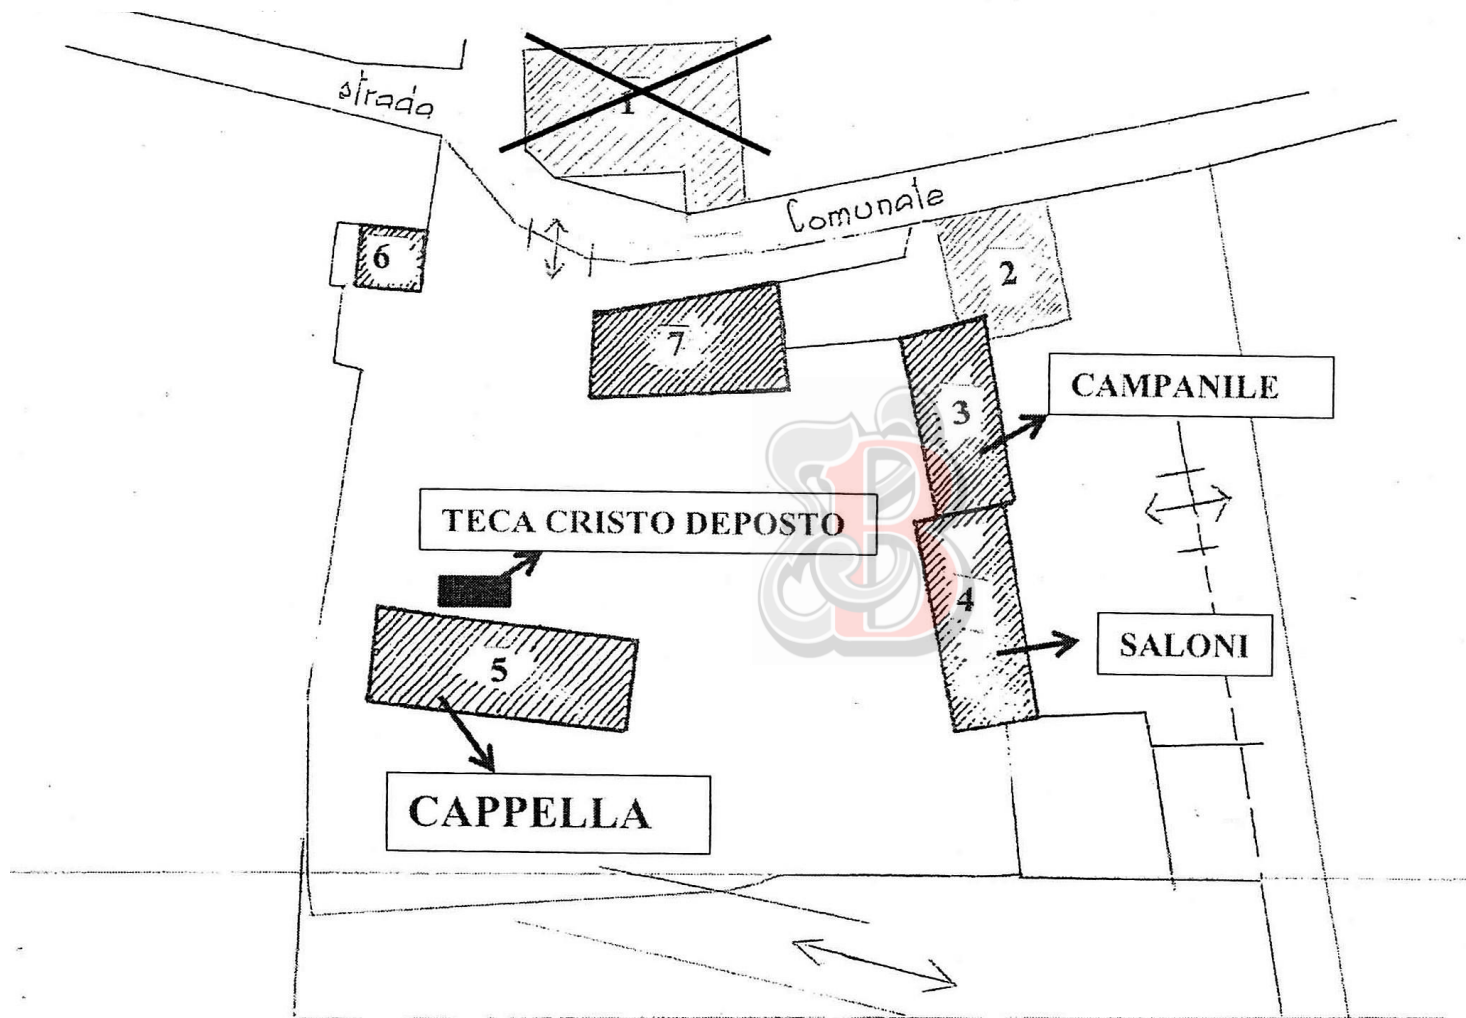 strada
1
Comunale
6
2
7
CAMPANILE
3
TECA CRISTO DEPOSTO
B
4
SALONI
5
CAPPELLA